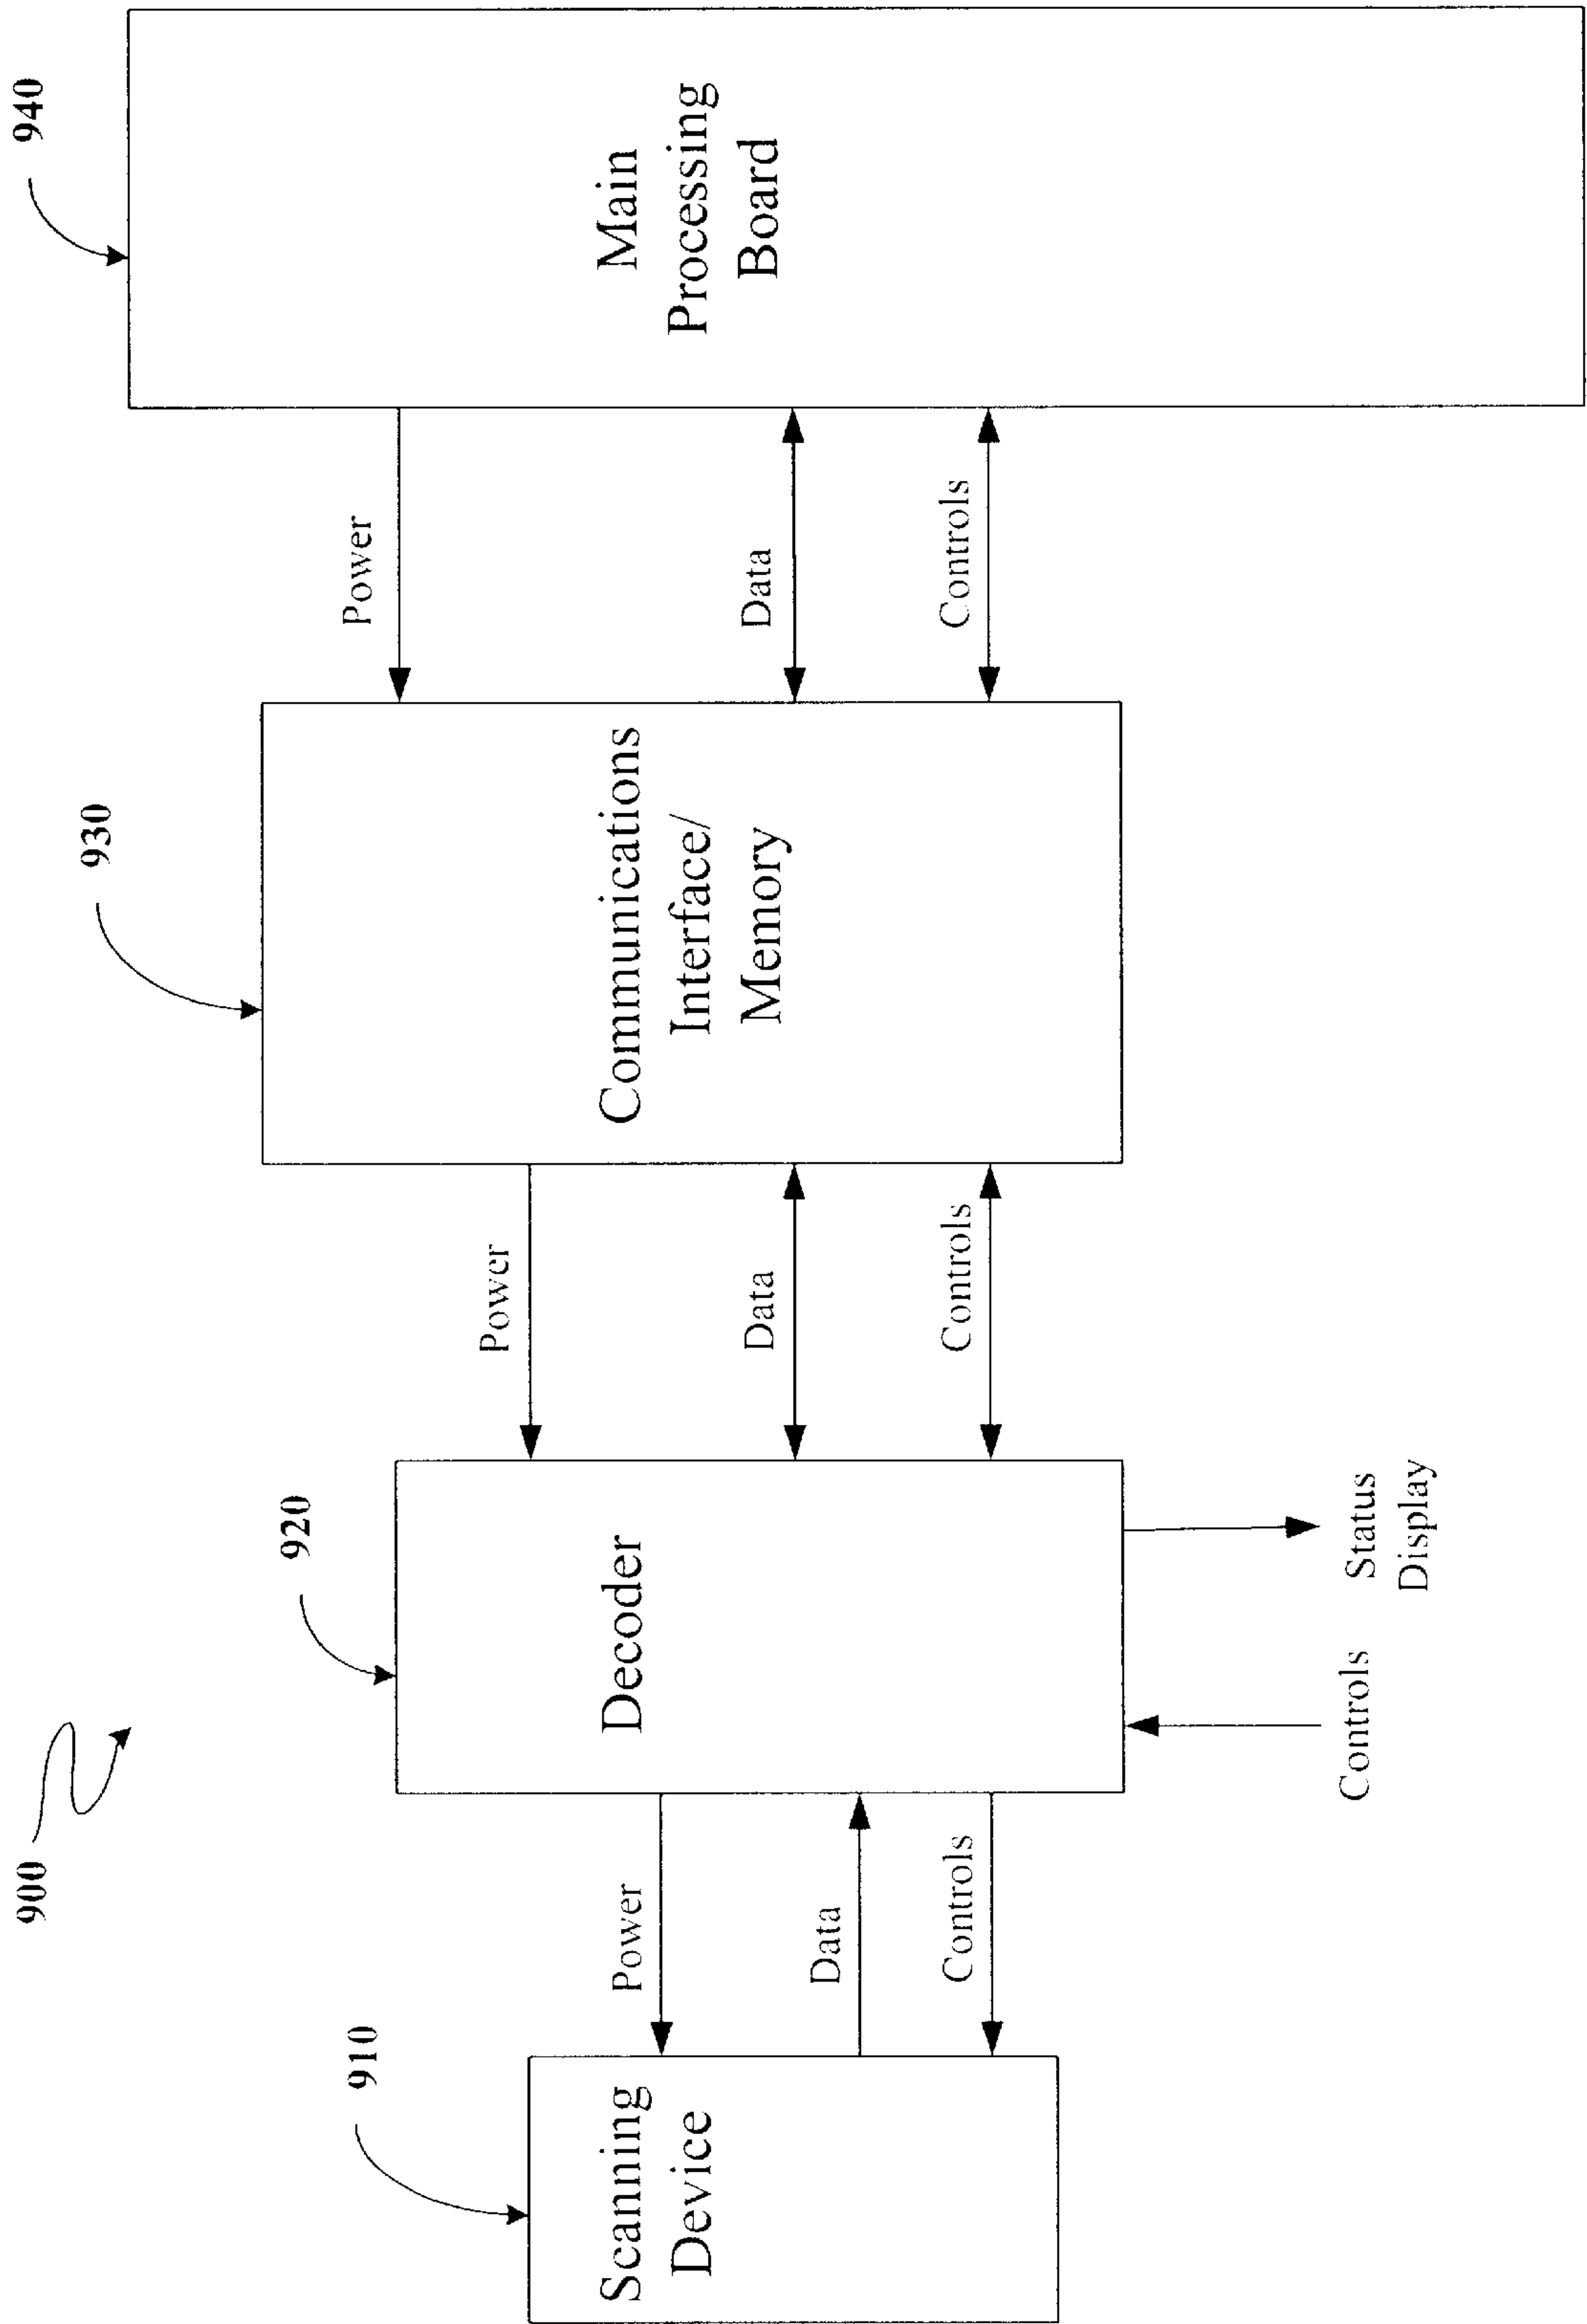 900
910
Scanning
Device
Power
Data
Controls
920
Decoder
Controls
Status
Display
Power
Data
Controls
930
Communications
Interface/
Memory
Power
Data
Controls
940
Main
Processing
Board